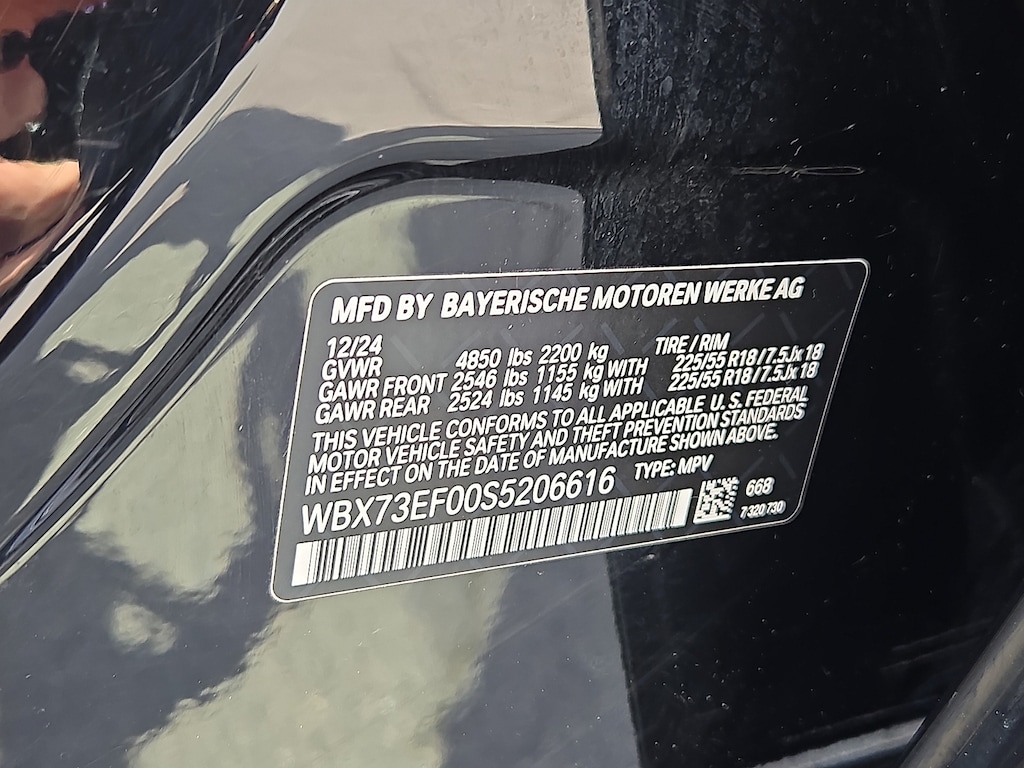 MFD BY BAYERISCHE MOTOREN WERKE AG
12/24
GVWR 4850 lbs 2200 kg TIRE / RIM
GAWR FRONT 2546 lbs 1155 kg WITH 225/55 R18 / 7.5Jx18
GAWR REAR 2524 lbs 1145 kg WITH 225/55 R18 / 7.5Jx18
THIS VEHICLE CONFORMS TO ALL APPLICABLE U.S. FEDERAL
MOTOR VEHICLE SAFETY AND THEFT PREVENTION STANDARDS
IN EFFECT ON THE DATE OF MANUFACTURE SHOWN ABOVE.
WBX73EF00S5206616 TYPE: MPV
668
7 320 730